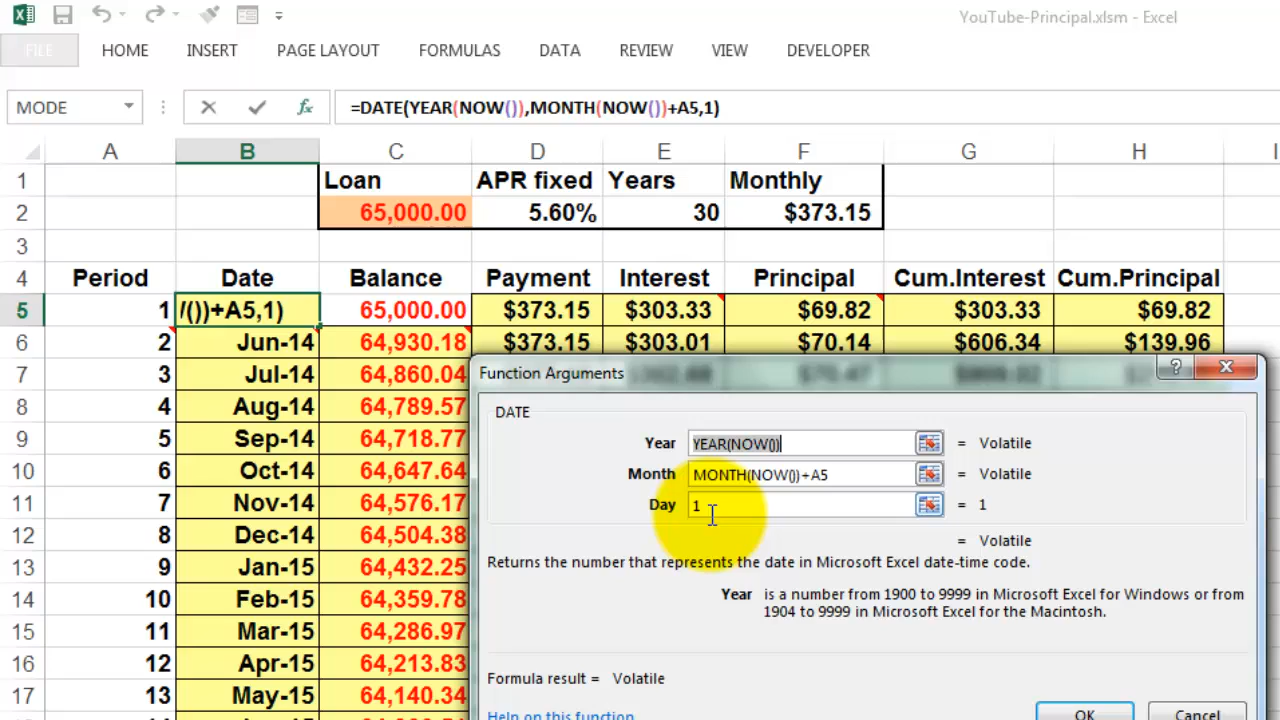 YouTube-Principal.xlsm - Excel
FILE HOME INSERT PAGE LAYOUT FORMULAS DATA REVIEW VIEW DEVELOPER
MODE =DATE(YEAR(NOW()),MONTH(NOW())+A5,1)
A B C D E F G H I
1 Loan APR fixed Years Monthly
2 65,000.00 5.60% 30 $373.15
3
4 Period Date Balance Payment Interest Principal Cum.Interest Cum.Principal
5 1 /())+A5,1) 65,000.00 $373.15 $303.33 $69.82 $303.33 $69.82
6 2 Jun-14 64,930.18 $373.15 $303.01 $70.14 $606.34 $139.96
7 3 Jul-14 64,860.04
8 4 Aug-14 64,789.57
9 5 Sep-14 64,718.77
10 6 Oct-14 64,647.64
11 7 Nov-14 64,576.17
12 8 Dec-14 64,504.38
13 9 Jan-15 64,432.25
14 10 Feb-15 64,359.78
15 11 Mar-15 64,286.97
16 12 Apr-15 64,213.83
17 13 May-15 64,140.34
Function Arguments
DATE
Year YEAR(NOW()) = Volatile
Month MONTH(NOW())+A5 = Volatile
Day 1 = 1
= Volatile
Returns the number that represents the date in Microsoft Excel date-time code.
Year is a number from 1900 to 9999 in Microsoft Excel for Windows or from
1904 to 9999 in Microsoft Excel for the Macintosh.
Formula result = Volatile
Help on this function OK Cancel